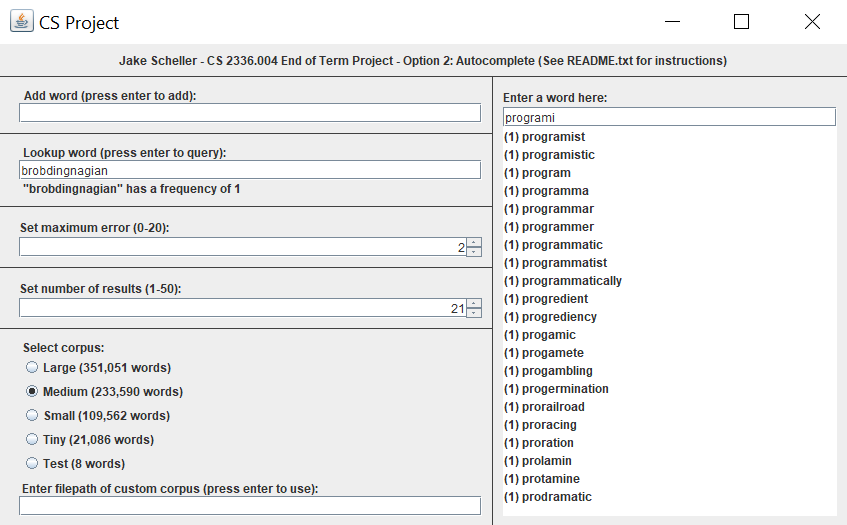 CS Project
Jake Scheller - CS 2336.004 End of Term Project - Option 2: Autocomplete (See README.txt for instructions)
Add word (press enter to add):
Lookup word (press enter to query):
brobdingnagian
"brobdingnagian" has a frequency of 1
Set maximum error (0-20):
2
Set number of results (1-50):
21
Select corpus:
Large (351,051 words)
Medium (233,590 words)
Small (109,562 words)
Tiny (21,086 words)
Test (8 words)
Enter filepath of custom corpus (press enter to use):
Enter a word here:
programi
(1) programist
(1) programistic
(1) program
(1) programma
(1) programmar
(1) programmer
(1) programmatic
(1) programmatist
(1) programmatically
(1) progredient
(1) progrediency
(1) progamic
(1) progamete
(1) progambling
(1) progermination
(1) prorailroad
(1) proracing
(1) proration
(1) prolamin
(1) protamine
(1) prodramatic